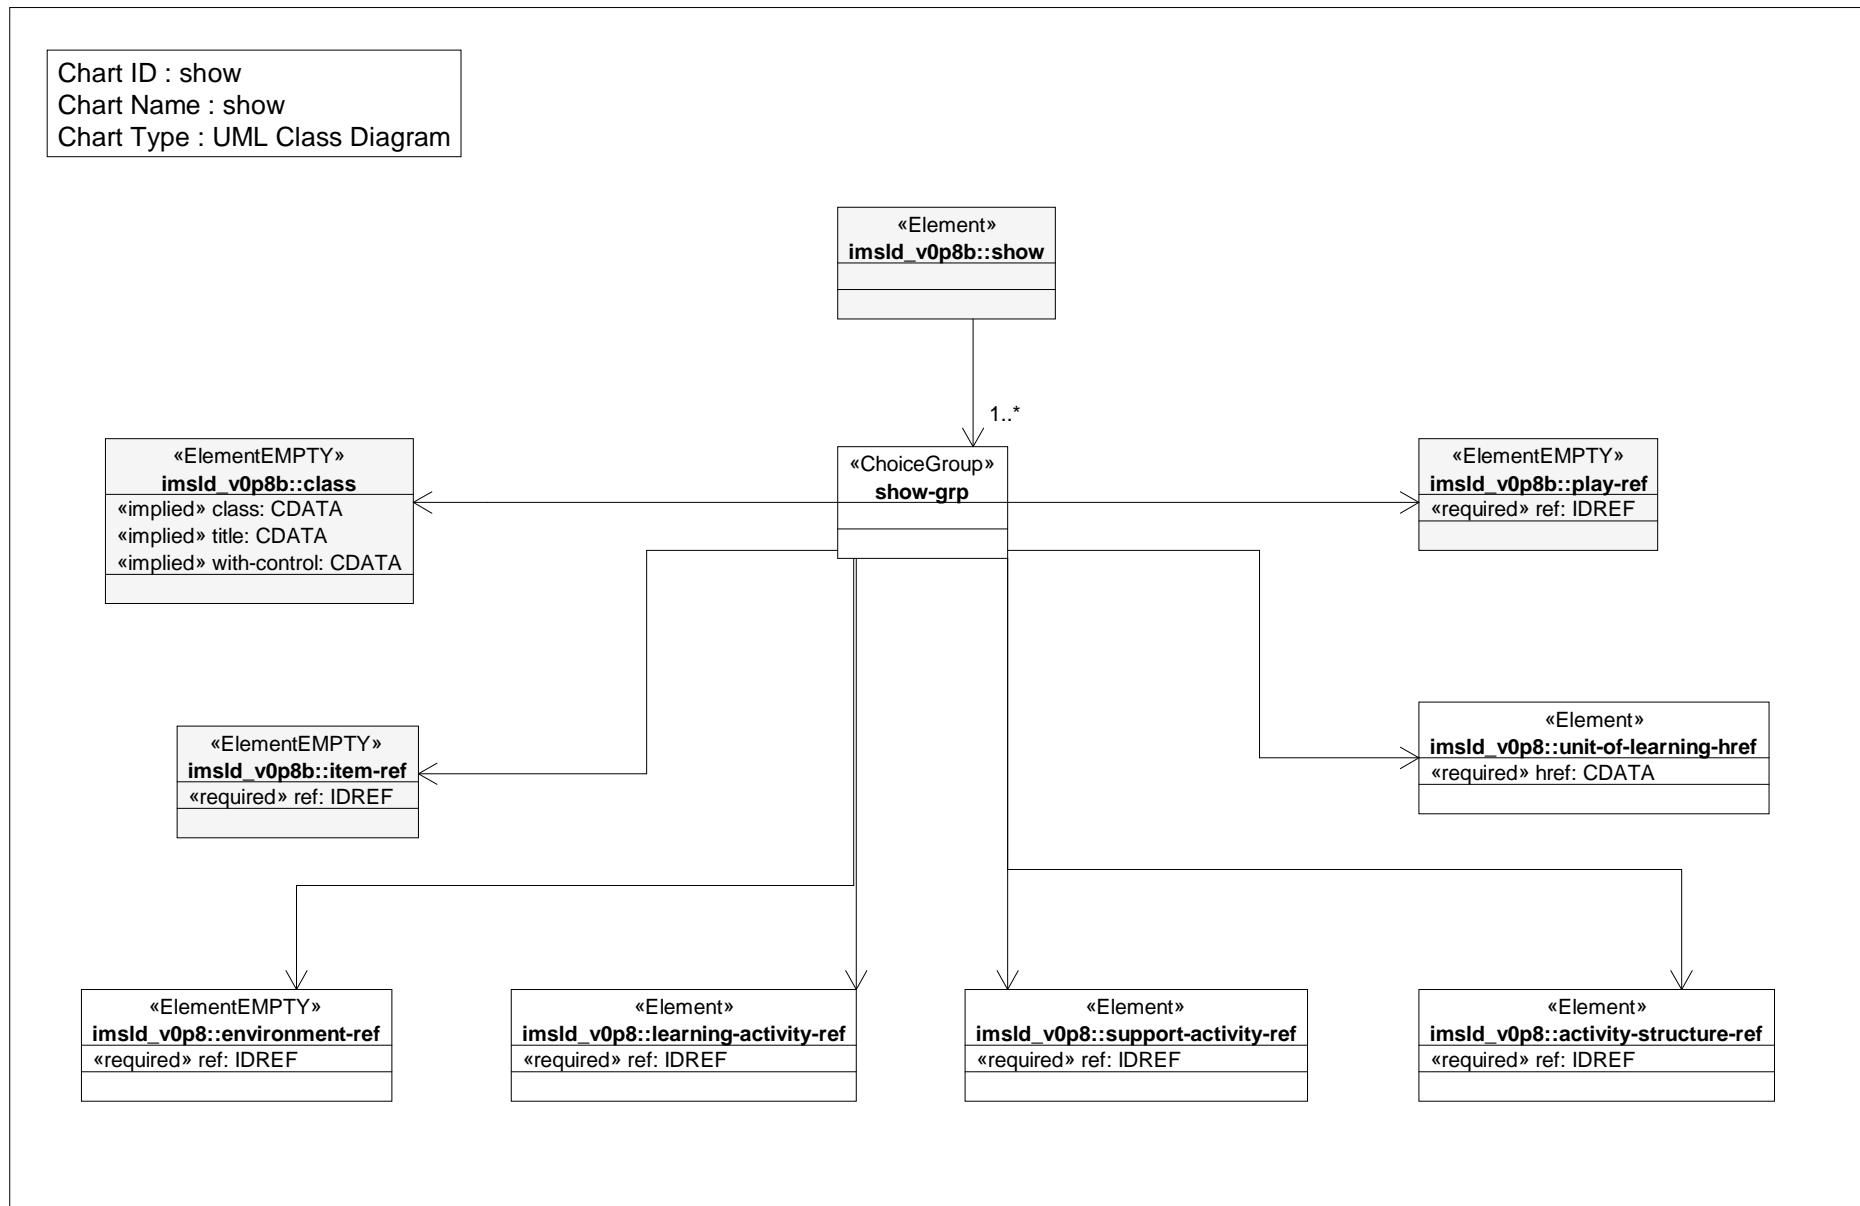 Chart ID : show
Chart Name : show
Chart Type : UML Class Diagram
«Element»
imsld_v0p8b::show
1..*
«ElementEMPTY»
imsld_v0p8b::class
«implied» class: CDATA
«implied» title: CDATA
«implied» with-control: CDATA
«ChoiceGroup»
show-grp
«ElementEMPTY»
imsld_v0p8b::play-ref
«required» ref: IDREF
«ElementEMPTY»
imsld_v0p8b::item-ref
«required» ref: IDREF
«Element»
imsld_v0p8::unit-of-learning-href
«required» href: CDATA
«ElementEMPTY»
imsld_v0p8::environment-ref
«required» ref: IDREF
«Element»
imsld_v0p8::learning-activity-ref
«required» ref: IDREF
«Element»
imsld_v0p8::support-activity-ref
«required» ref: IDREF
«Element»
imsld_v0p8::activity-structure-ref
«required» ref: IDREF